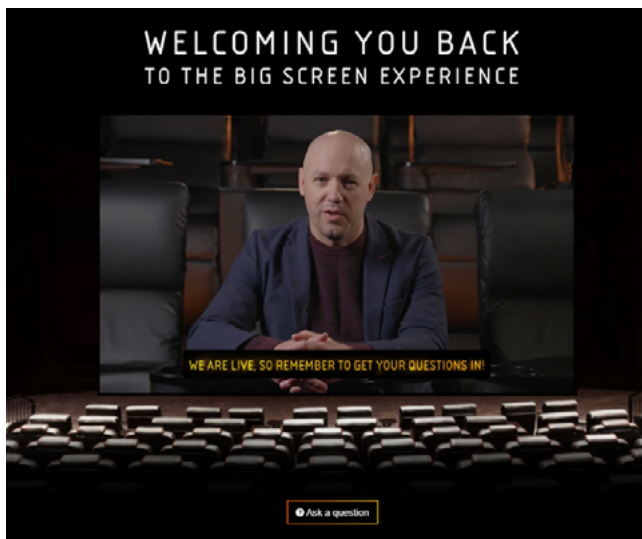 WELCOMING YOU BACK
TO THE BIG SCREEN EXPERIENCE
WE ARE LIVE, SO REMEMBER TO GET YOUR QUESTIONS IN!
Ask a question